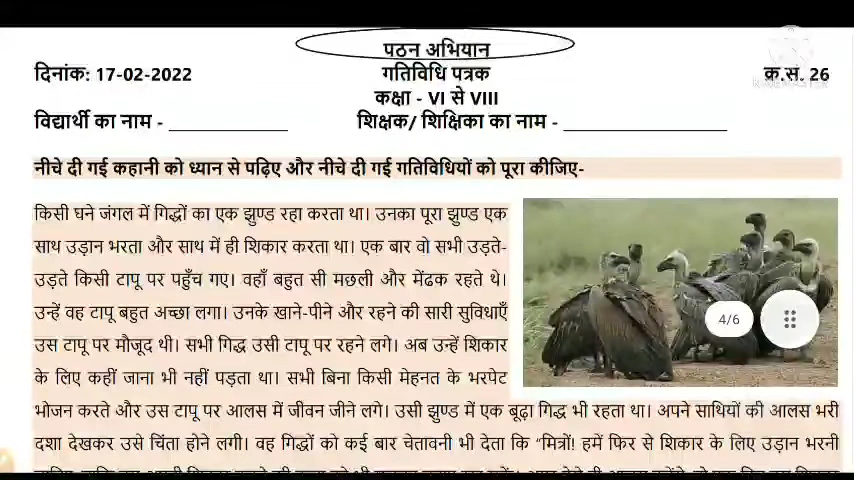 पठन अभियान
दिनांक: 17-02-2022 गतिविधि पत्रक क्र.स. 26
कक्षा - VI से VIII
विद्यार्थी का नाम - ____________ शिक्षक/ शिक्षिका का नाम - ________________
नीचे दी गई कहानी को ध्यान से पढ़िए और नीचे दी गई गतिविधियों को पूरा कीजिए-
किसी घने जंगल में गिद्धों का एक झुण्ड रहा करता था। उनका पूरा झुण्ड एक
साथ उड़ान भरता और साथ में ही शिकार करता था। एक बार वो सभी उड़ते-
उड़ते किसी टापू पर पहुँच गए। वहाँ बहुत सी मछली और मेंढक रहते थे।
उन्हें वह टापू बहुत अच्छा लगा। उनके खाने-पीने और रहने की सारी सुविधाएँ
उस टापू पर मौजूद थी। सभी गिद्ध उसी टापू पर रहने लगे। अब उन्हें शिकार
4/6
के लिए कहीं जाना भी नहीं पड़ता था। सभी बिना किसी मेहनत के भरपेट
भोजन करते और उस टापू पर आलस में जीवन जीने लगे। उसी झुण्ड में एक बूढ़ा गिद्ध भी रहता था। अपने साथियों की आलस भरी
दशा देखकर उसे चिंता होने लगी। वह गिद्धों को कई बार चेतावनी भी देता कि “मित्रों! हमें फिर से शिकार के लिए उड़ान भरनी